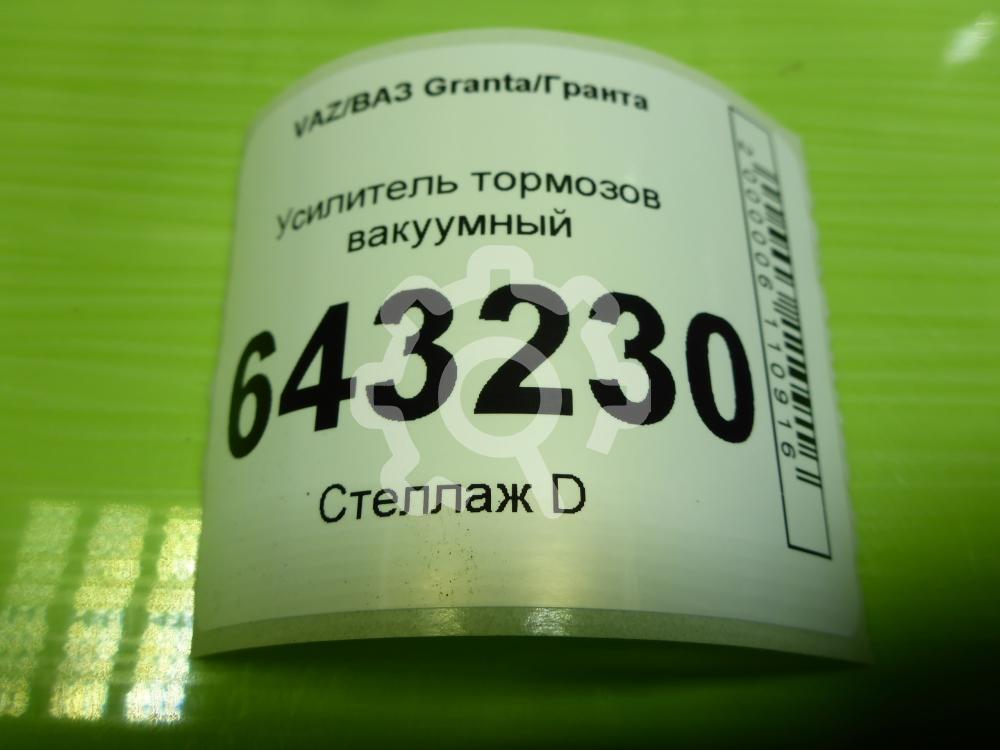 VAZ/ВАЗ Granta/Гранта
Усилитель тормозов
вакуумный
643230
Стеллаж D
2000006110916